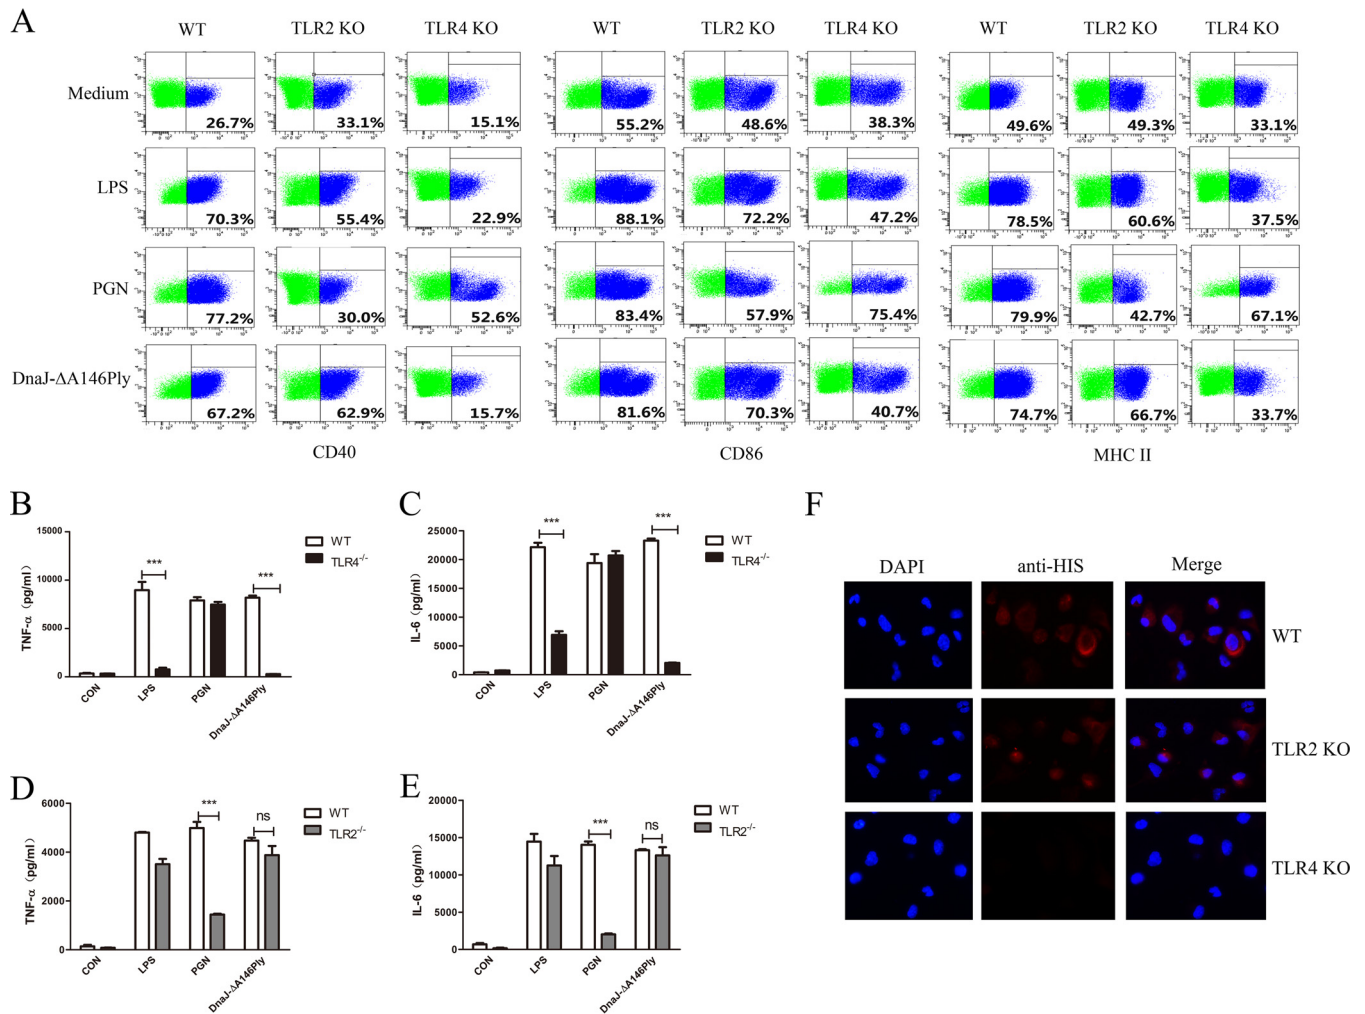 A
WT TLR2 KO TLR4 KO WT TLR2 KO TLR4 KO WT TLR2 KO TLR4 KO
Medium 26.7% 33.1% 15.1% 55.2% 48.6% 38.3% 49.6% 49.3% 33.1%
LPS 70.3% 55.4% 22.9% 88.1% 72.2% 47.2% 78.5% 60.6% 37.5%
PGN 77.2% 30.0% 52.6% 83.4% 57.9% 75.4% 79.9% 42.7% 67.1%
DnaJ-ΔA146Ply 67.2% 62.9% 15.7% 81.6% 70.3% 40.7% 74.7% 66.7% 33.7%
CD40 CD86 MHC II
B
TNF-α (pg/ml)
15000
10000
5000
0
*** ***
WT
TLR4-/-
CON LPS PGN DnaJ-ΔA146Ply
C
IL-6 (pg/ml)
25000
20000
15000
10000
5000
0
*** ***
WT
TLR4-/-
CON LPS PGN DnaJ-ΔA146Ply
D
TNF-α (pg/ml)
6000
4000
2000
0
*** ns
WT
TLR2-/-
CON LPS PGN DnaJ-ΔA146Ply
E
IL-6 (pg/ml)
20000
15000
10000
5000
0
*** ns
WT
TLR2-/-
CON LPS PGN DnaJ-ΔA146Ply
F
DAPI anti-HIS Merge
WT
TLR2 KO
TLR4 KO